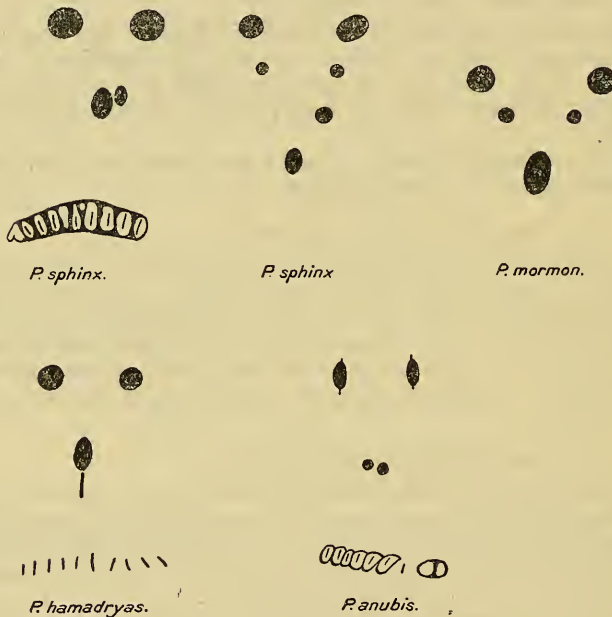 P. sphinx.
P. sphinx
P. mormon.
P. hamadryas.
P. anubis.